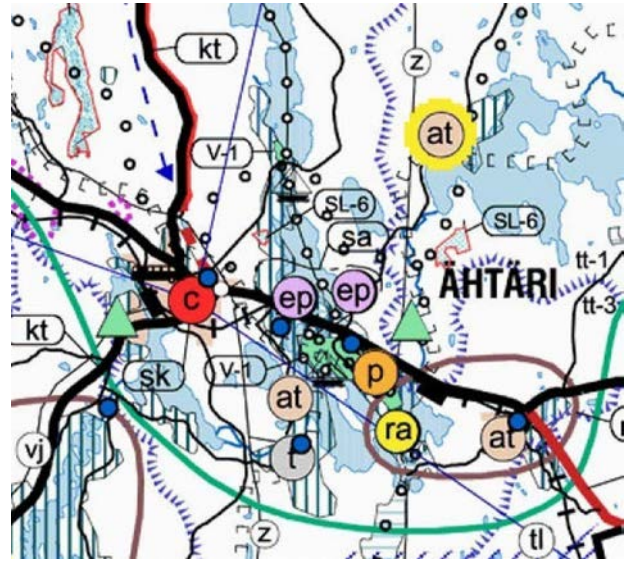 kt
z
at
V-1
SL-6
SL-6
sa
ÄHTÄRI
tt-1
tt-3
c
ep
ep
kt
sk
V-1
p
at
ra
at
vj
t
z
tl